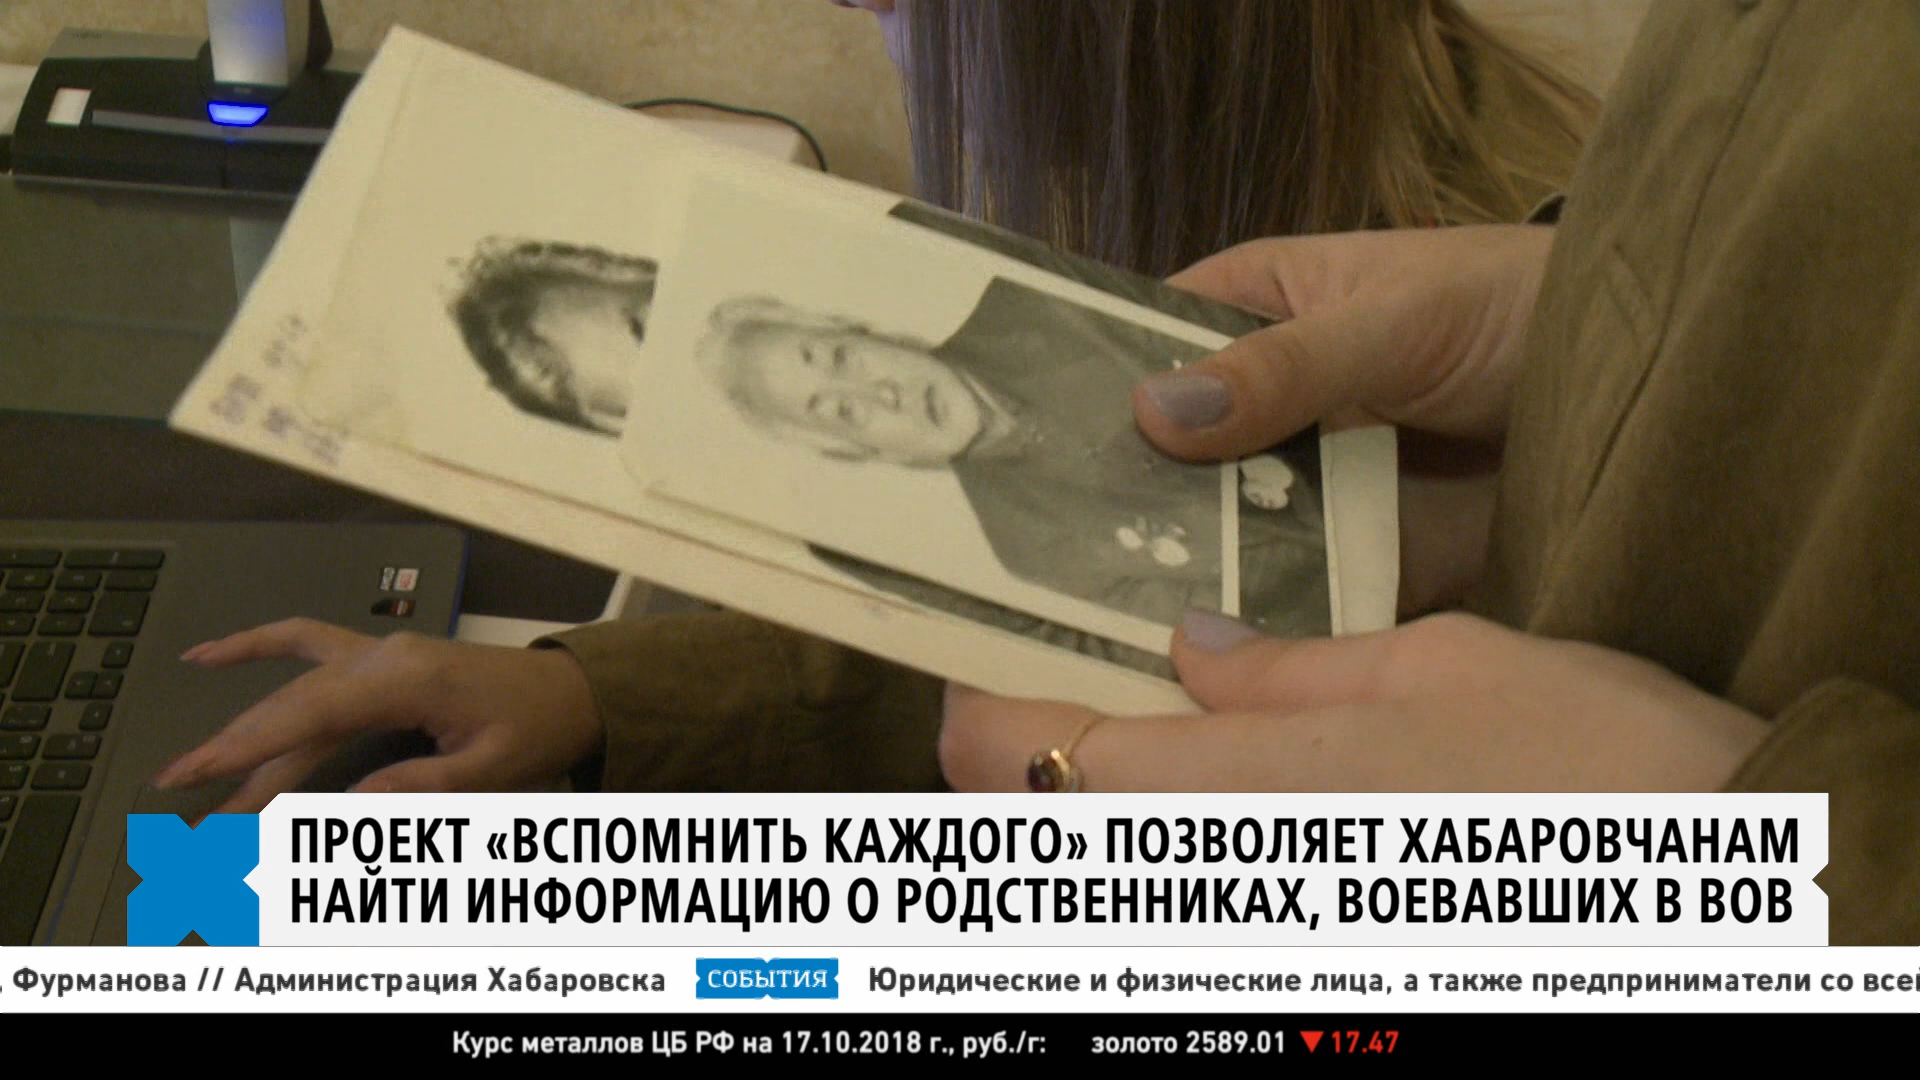 ПРОЕКТ «ВСПОМНИТЬ КАЖДОГО» ПОЗВОЛЯЕТ ХАБАРОВЧАНАМ
НАЙТИ ИНФОРМАЦИЮ О РОДСТВЕННИКАХ, ВОЕВАВШИХ В ВОВ
, Фурманова // Администрация Хабаровска СОБЫТИЯ Юридические и физические лица, а также предприниматели со всей
Курс металлов ЦБ РФ на 17.10.2018 г., руб./г: золото 2589.01 ▼ 17.47